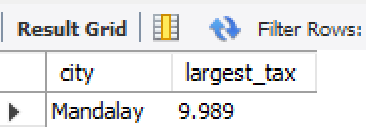 Result Grid Filter Rows:
city largest_tax
Mandalay 9.989